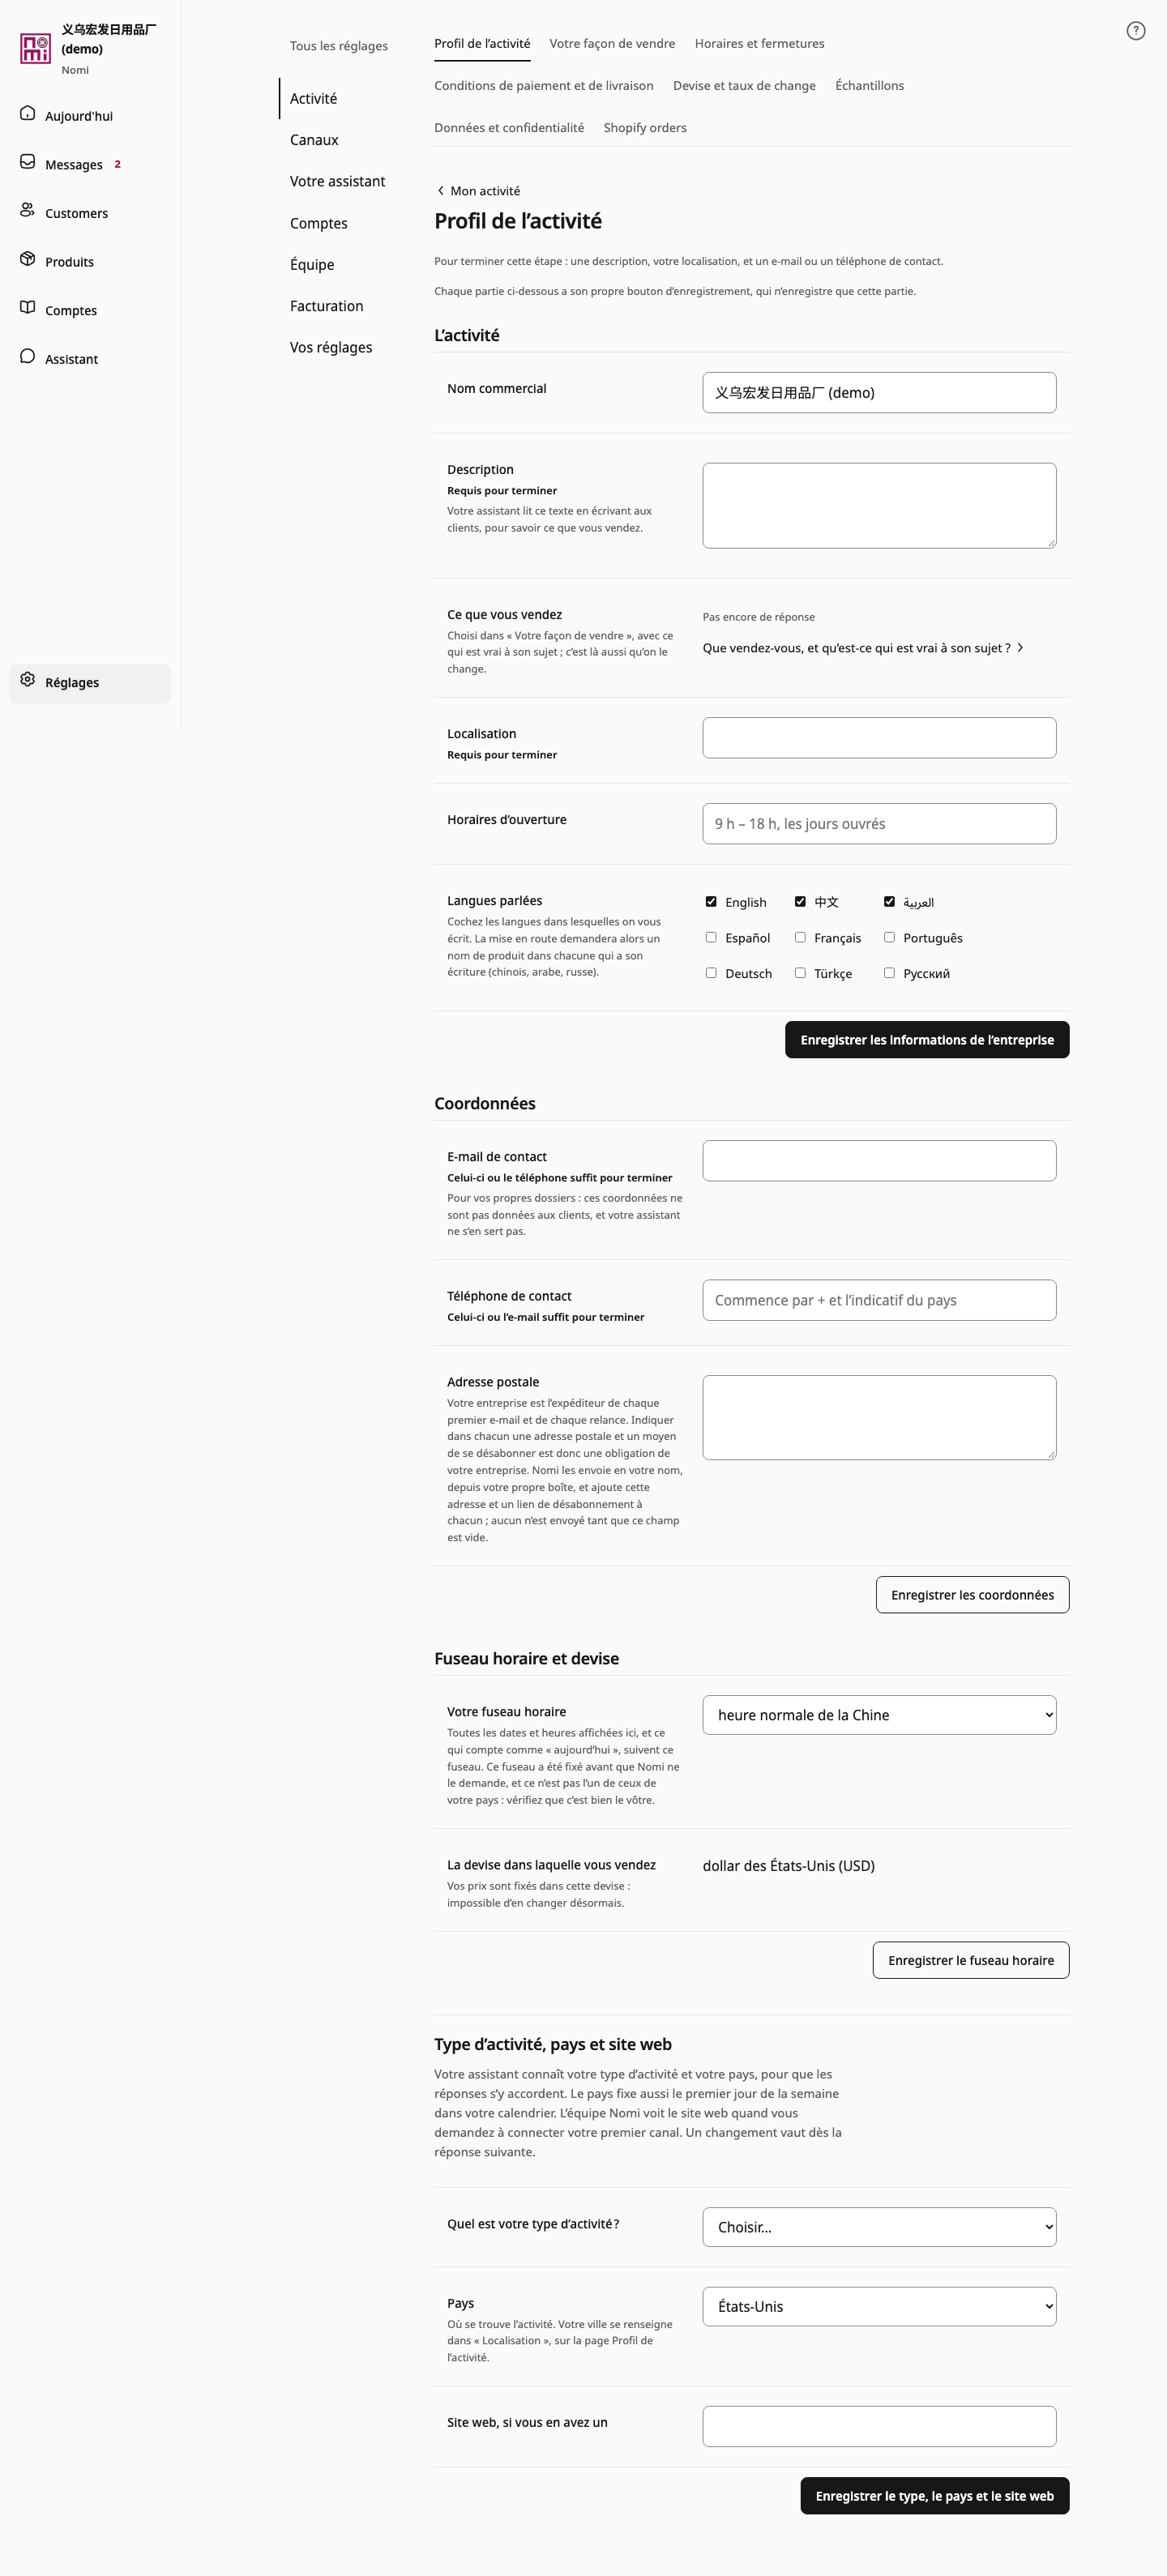 义乌宏发日用品厂
(demo)
Nomi
Aujourd'hui
Messages 2
Customers
Produits
Comptes
Assistant
Réglages
Tous les réglages
Activité
Canaux
Votre assistant
Comptes
Équipe
Facturation
Vos réglages
Profil de l’activité Votre façon de vendre Horaires et fermetures
Conditions de paiement et de livraison Devise et taux de change Échantillons
Données et confidentialité Shopify orders
Mon activité
Profil de l’activité
Pour terminer cette étape : une description, votre localisation, et un e-mail ou un téléphone de contact.
Chaque partie ci-dessous a son propre bouton d’enregistrement, qui n’enregistre que cette partie.
L’activité
Nom commercial
义乌宏发日用品厂 (demo)
Description
Requis pour terminer
Votre assistant lit ce texte en écrivant aux
clients, pour savoir ce que vous vendez.
Ce que vous vendez
Choisi dans « Votre façon de vendre », avec ce
qui est vrai à son sujet ; c’est là aussi qu’on le
change.
Pas encore de réponse
Que vendez-vous, et qu’est-ce qui est vrai à son sujet ?
Localisation
Requis pour terminer
Horaires d’ouverture
9 h – 18 h, les jours ouvrés
Langues parlées
Cochez les langues dans lesquelles on vous
écrit. La mise en route demandera alors un
nom de produit dans chacune qui a son
écriture (chinois, arabe, russe).
English 中文 العربية
Español Français Português
Deutsch Türkçe Русский
Enregistrer les informations de l’entreprise
Coordonnées
E-mail de contact
Celui-ci ou le téléphone suffit pour terminer
Pour vos propres dossiers : ces coordonnées ne
sont pas données aux clients, et votre assistant
ne s’en sert pas.
Téléphone de contact
Celui-ci ou l’e-mail suffit pour terminer
Commence par + et l’indicatif du pays
Adresse postale
Votre entreprise est l’expéditeur de chaque
premier e-mail et de chaque relance. Indiquer
dans chacun une adresse postale et un moyen
de se désabonner est donc une obligation de
votre entreprise. Nomi les envoie en votre nom,
depuis votre propre boîte, et ajoute cette
adresse et un lien de désabonnement à
chacun ; aucun n’est envoyé tant que ce champ
est vide.
Enregistrer les coordonnées
Fuseau horaire et devise
Votre fuseau horaire
Toutes les dates et heures affichées ici, et ce
qui compte comme « aujourd’hui », suivent ce
fuseau. Ce fuseau a été fixé avant que Nomi ne
le demande, et ce n’est pas l’un de ceux de
votre pays : vérifiez que c’est bien le vôtre.
heure normale de la Chine
La devise dans laquelle vous vendez
Vos prix sont fixés dans cette devise :
impossible d’en changer désormais.
dollar des États-Unis (USD)
Enregistrer le fuseau horaire
Type d’activité, pays et site web
Votre assistant connaît votre type d’activité et votre pays, pour que les
réponses s’y accordent. Le pays fixe aussi le premier jour de la semaine
dans votre calendrier. L’équipe Nomi voit le site web quand vous
demandez à connecter votre premier canal. Un changement vaut dès la
réponse suivante.
Quel est votre type d’activité ?
Choisir…
Pays
Où se trouve l’activité. Votre ville se renseigne
dans « Localisation », sur la page Profil de
l’activité.
États-Unis
Site web, si vous en avez un
Enregistrer le type, le pays et le site web